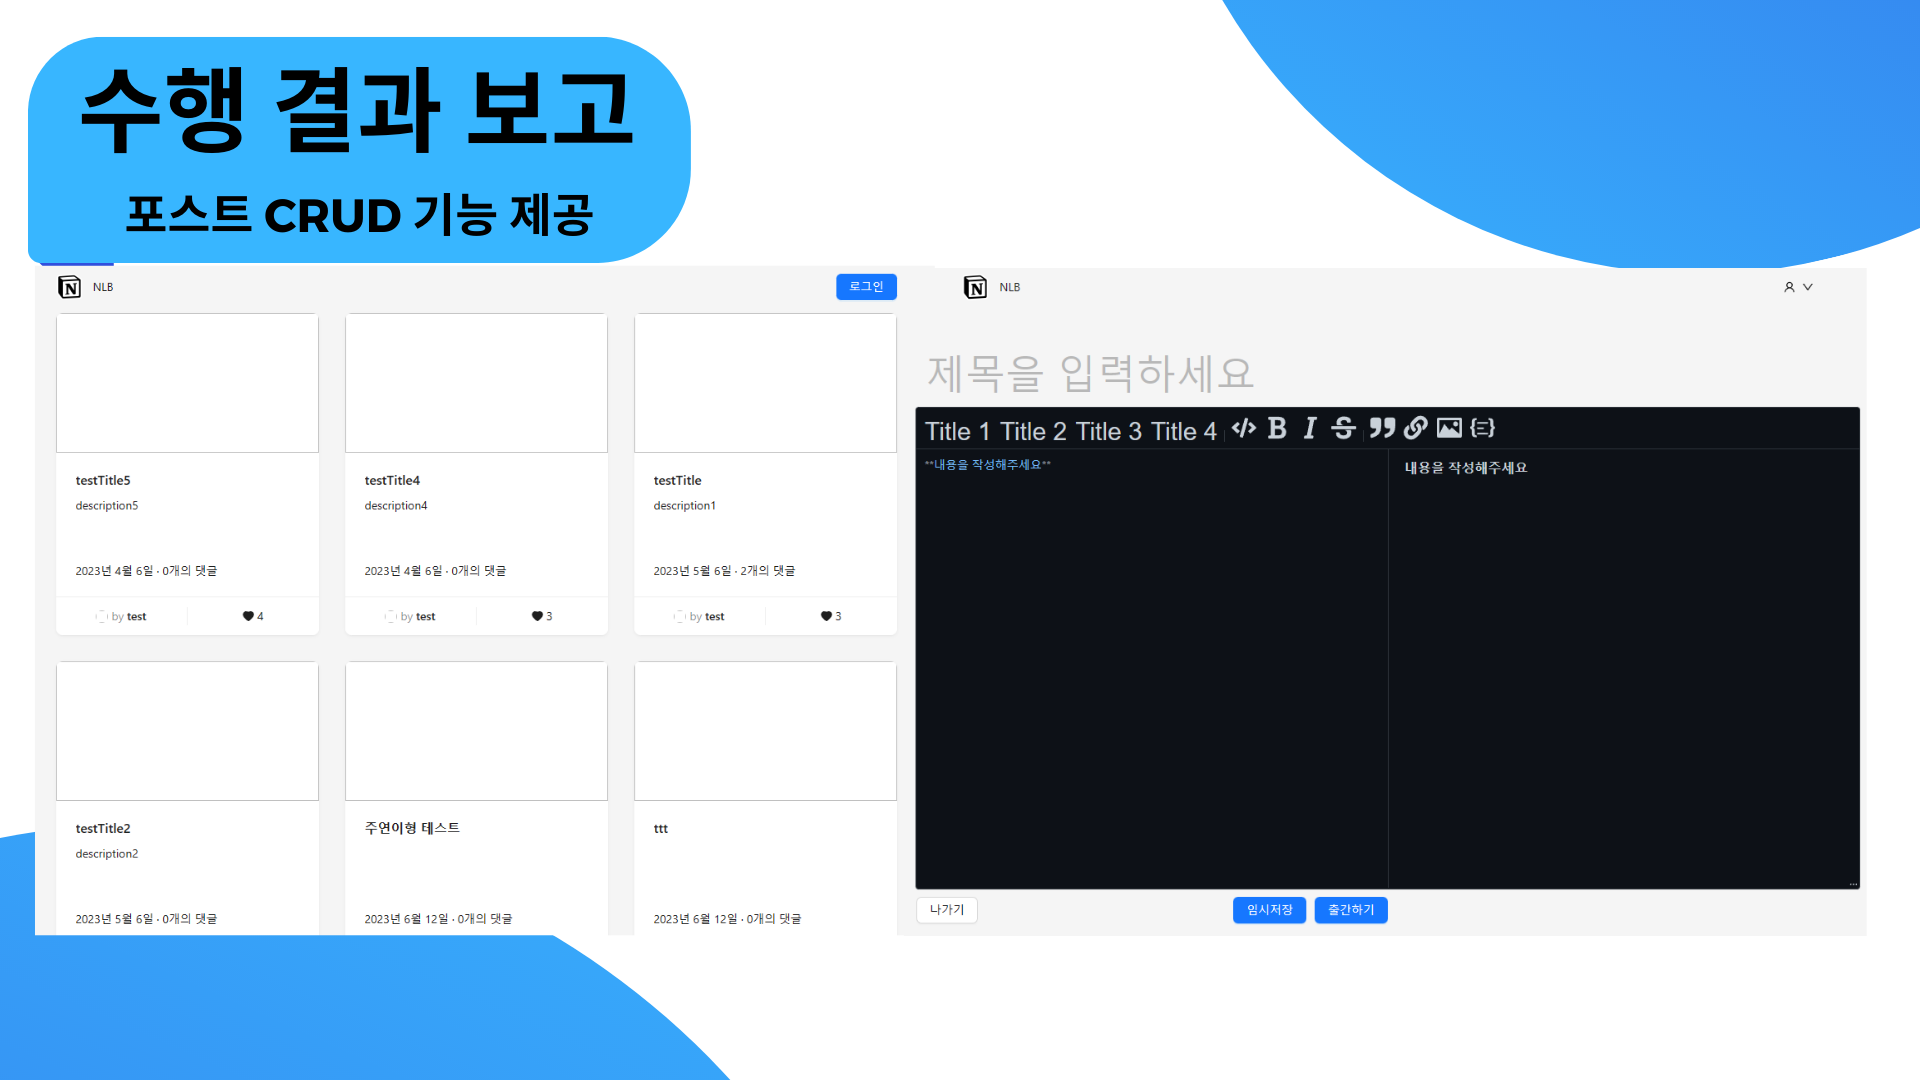 수행 결과 보고
포스트 CRUD 기능 제공
NLB
로그인
testTitle5
description5
2023년 4월 6일 · 0개의 댓글
by test
4
testTitle4
description4
2023년 4월 6일 · 0개의 댓글
by test
3
testTitle
description1
2023년 5월 6일 · 2개의 댓글
by test
3
testTitle2
description2
2023년 5월 6일 · 0개의 댓글
주연이형 테스트
2023년 6월 12일 · 0개의 댓글
ttt
2023년 6월 12일 · 0개의 댓글
NLB
제목을 입력하세요
Title 1 Title 2 Title 3 Title 4
**내용을 작성해주세요**
내용을 작성해주세요
나가기
임시저장
출간하기